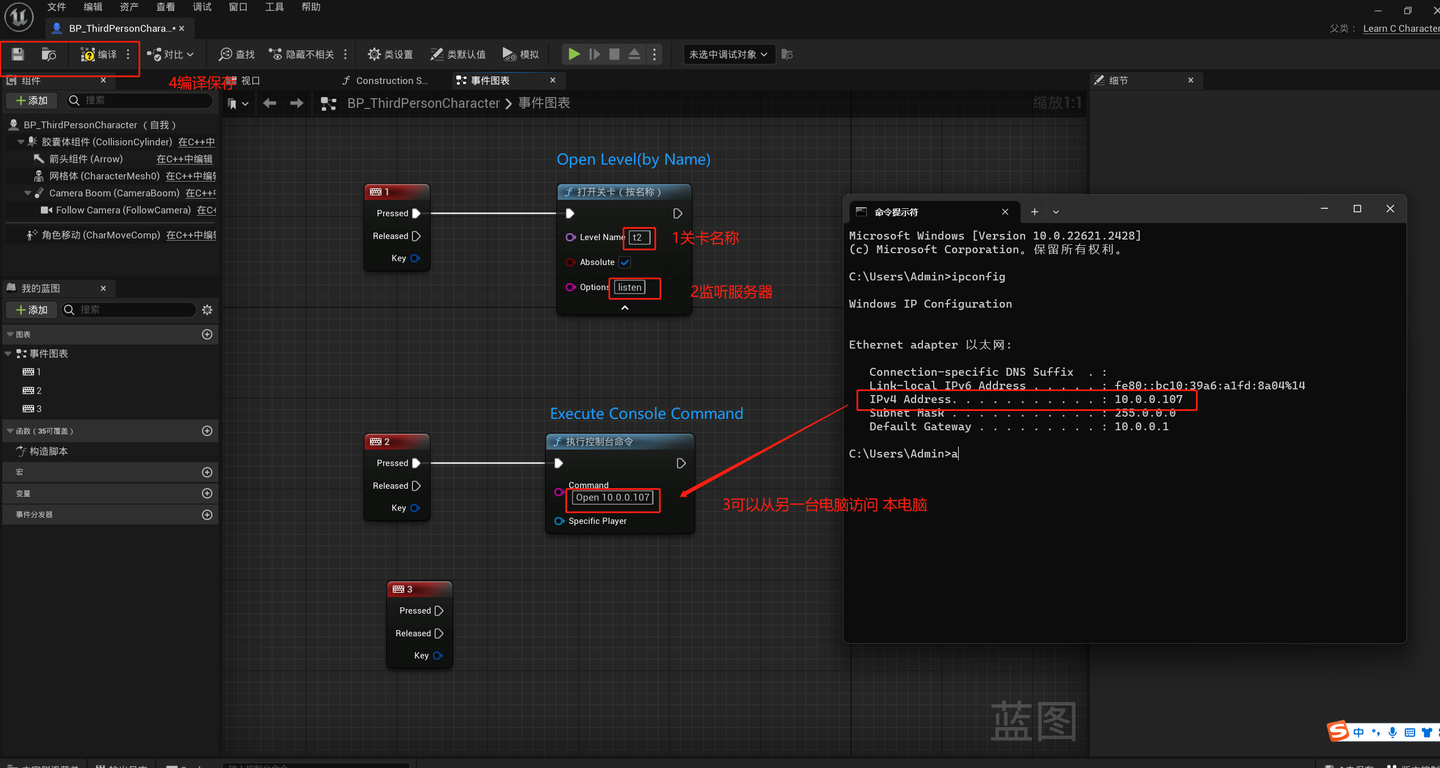 文件 编辑 资产 查看 调试 窗口 工具 帮助
BP_ThirdPersonChara...•
父类： Learn C Character
编译 对比 查找 隐藏不相关 类设置 类默认值 模拟 未选中调试对象
4编译保存
组件 视口 Construction S... 事件图表 细节
添加 搜索
BP_ThirdPersonCharacter 事件图表 缩放1:1
BP_ThirdPersonCharacter （自我）
胶囊体组件 (CollisionCylinder) 在C++中
箭头组件 (Arrow) 在C++中编辑
网格体 (CharacterMesh0) 在C++中编辑
Camera Boom (CameraBoom) 在C++中
Follow Camera (FollowCamera) 在C+
角色移动 (CharMoveComp) 在C++中编辑
我的蓝图
添加 搜索
图表
事件图表
1
2
3
函数（35可覆盖）
构造脚本
宏
变量
事件分发器
Open Level(by Name)
1
Pressed
Released
Key
打开关卡（按名称）
Level Name t2
Absolute
Options listen
1关卡名称
2监听服务器
Execute Console Command
2
Pressed
Released
Key
执行控制台命令
Command
Open 10.0.0.107
Specific Player
3可以从另一台电脑访问 本电脑
3
Pressed
Released
Key
蓝图
命令提示符
Microsoft Windows [Version 10.0.22621.2428]
(c) Microsoft Corporation。保留所有权利。
C:\Users\Admin>ipconfig
Windows IP Configuration
Ethernet adapter 以太网:
Connection-specific DNS Suffix  . :
Link-local IPv6 Address . . . . . : fe80::bc10:39a6:a1fd:8a04%14
IPv4 Address. . . . . . . . . . . : 10.0.0.107
Subnet Mask . . . . . . . . . . . : 255.0.0.0
Default Gateway . . . . . . . . . : 10.0.0.1
C:\Users\Admin>a
S 中